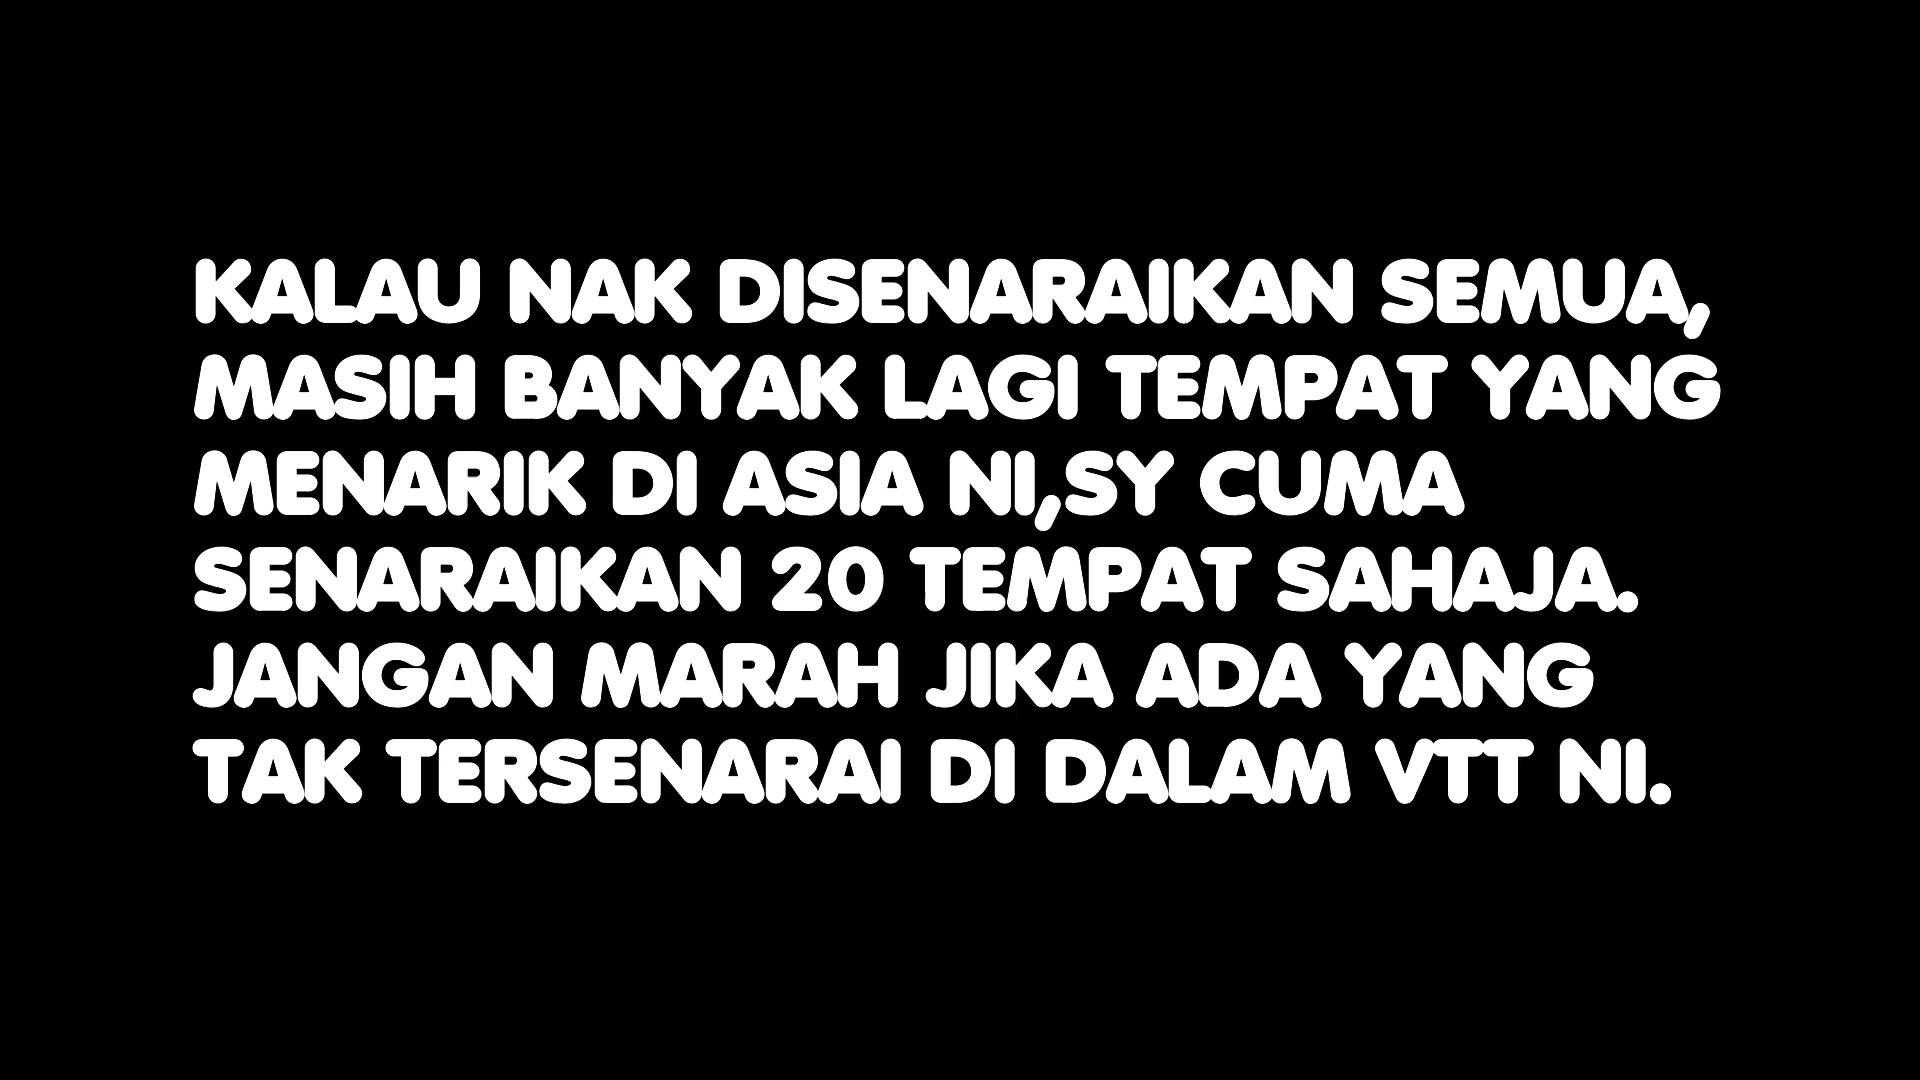 KALAU NAK DISENARAIKAN SEMUA,
MASIH BANYAK LAGI TEMPAT YANG
MENARIK DI ASIA NI,SY CUMA
SENARAIKAN 20 TEMPAT SAHAJA.
JANGAN MARAH JIKA ADA YANG
TAK TERSENARAI DI DALAM VTT NI.